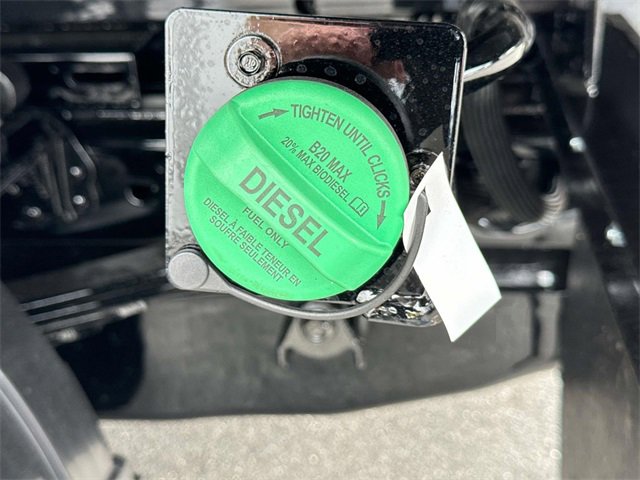 TIGHTEN UNTIL CLICKS
B20 MAX
20% MAX BIODIESEL
DIESEL
FUEL ONLY
DIESEL À FAIBLE TENEUR EN
SOUFRE SEULEMENT